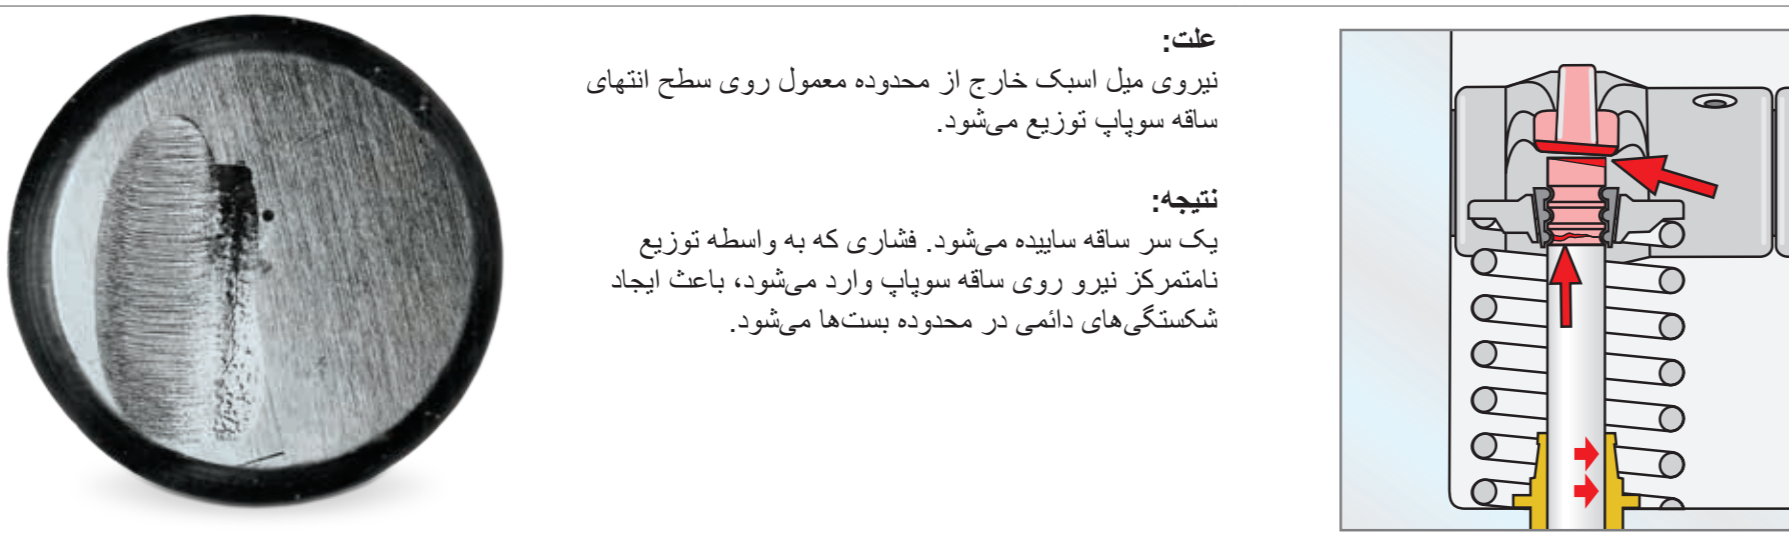 علت:
نیروی میل اسبک خارج از محدوده معمول روی سطح انتهای
ساقه سوپاپ توزیع می‌شود.
نتیجه:
یک سر ساقه ساییده می‌شود. فشاری که به واسطه توزیع
نامتمرکز نیرو روی ساقه سوپاپ وارد می‌شود، باعث ایجاد
شکستگی‌های دائمی در محدوده بست‌ها می‌شود.